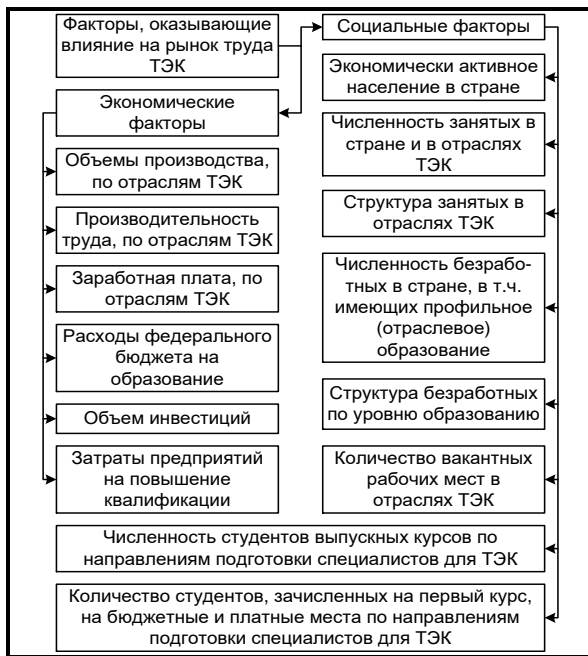 Факторы, оказывающие
влияние на рынок труда
ТЭК
Экономические
факторы
Объемы производства,
по отраслям ТЭК
Производительность
труда, по отраслям ТЭК
Заработная плата, по
отраслям ТЭК
Расходы федерального
бюджета на
образование
Объем инвестиций
Затраты предприятий
на повышение
квалификации
Социальные факторы
Экономически активное
население в стране
Численность занятых в
стране и в отраслях
ТЭК
Структура занятых в
отраслях ТЭК
Численность безрабо-
тных в стране, в т.ч.
имеющих профильное
(отраслевое)
образование
Структура безработных
по уровню образованию
Количество вакантных
рабочих мест в
отраслях ТЭК
Численность студентов выпускных курсов по
направлениям подготовки специалистов для ТЭК
Количество студентов, зачисленных на первый курс,
на бюджетные и платные места по направлениям
подготовки специалистов для ТЭК